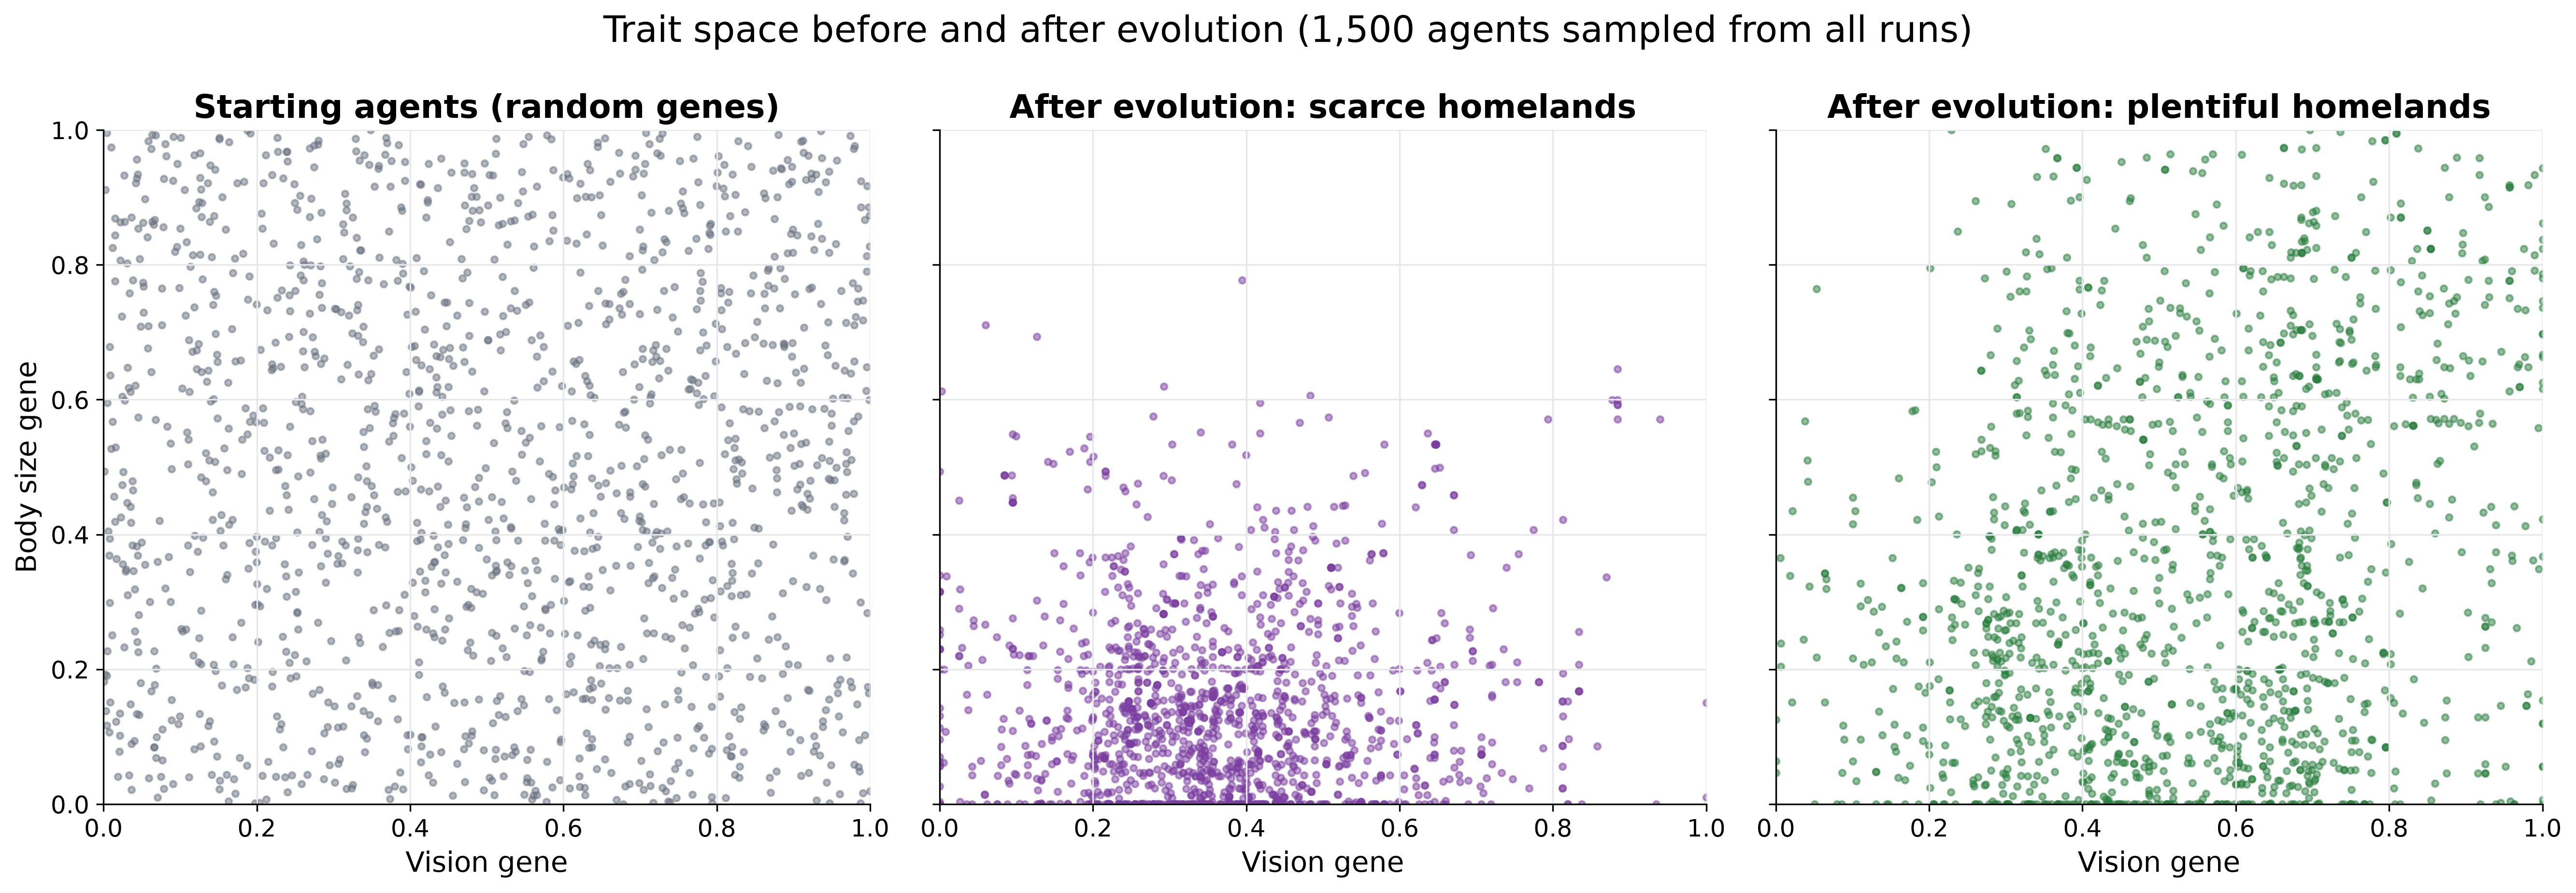 Trait space before and after evolution (1,500 agents sampled from all runs)
Starting agents (random genes)
After evolution: scarce homelands
After evolution: plentiful homelands
Body size gene
1.0
0.8
0.6
0.4
0.2
0.0
0.0 0.2 0.4 0.6 0.8 1.0
0.0 0.2 0.4 0.6 0.8 1.0
0.0 0.2 0.4 0.6 0.8 1.0
Vision gene
Vision gene
Vision gene